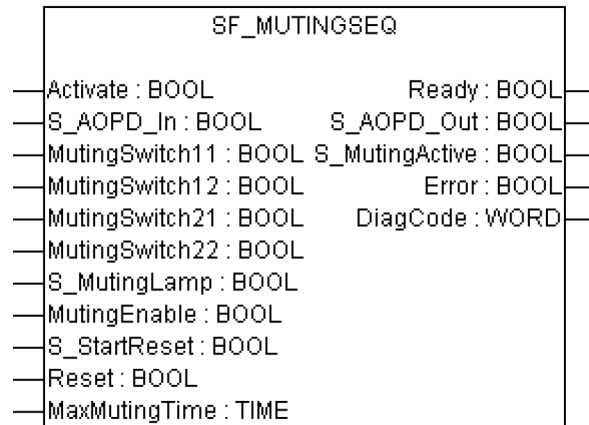 SF_MUTINGSEQ
Activate : BOOL Ready : BOOL
S_AOPD_In : BOOL S_AOPD_Out : BOOL
MutingSwitch11 : BOOL S_MutingActive : BOOL
MutingSwitch12 : BOOL Error : BOOL
MutingSwitch21 : BOOL DiagCode : WORD
MutingSwitch22 : BOOL
S_MutingLamp : BOOL
MutingEnable : BOOL
S_StartReset : BOOL
Reset : BOOL
MaxMutingTime : TIME